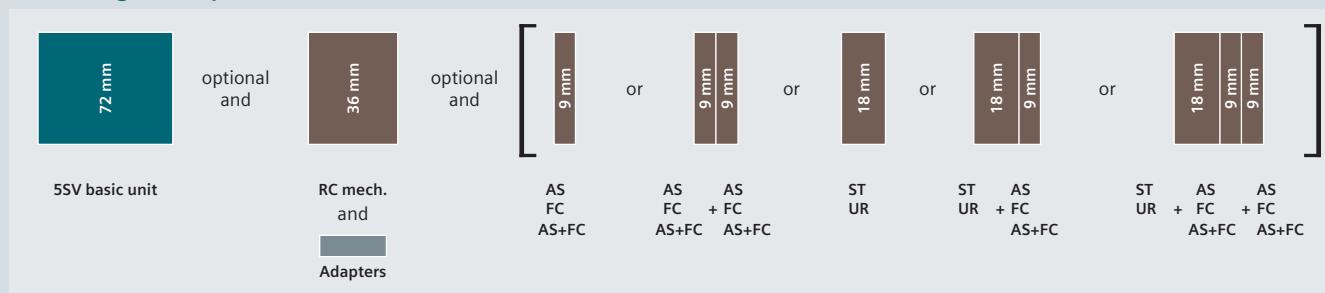 72 mm
optional
and
36 mm
optional
and
9 mm
or
9 mm
9 mm
or
18 mm
or
18 mm
9 mm
or
18 mm
9 mm
9 mm
5SV basic unit
RC mech.
and
Adapters
AS
FC
AS+FC
AS AS
FC + FC
AS+FC AS+FC
ST
UR
ST AS
UR + FC
AS+FC
ST AS AS
UR + FC + FC
AS+FC AS+FC